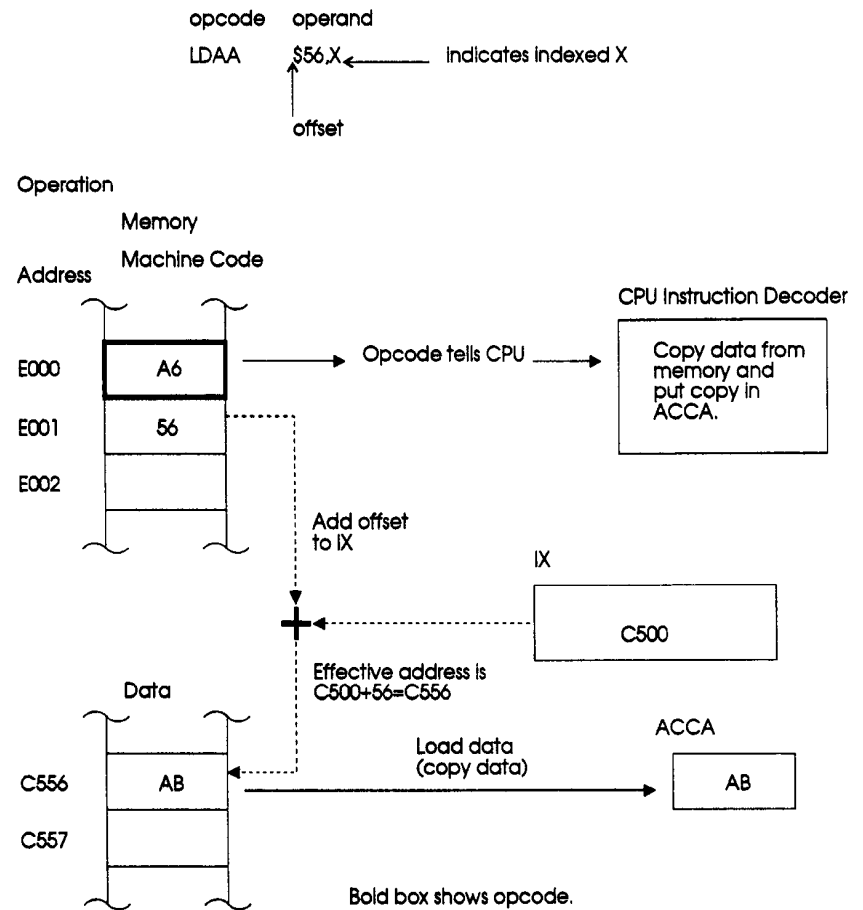 opcode operand
LDAA $56,X indicates indexed X
offset
Operation
Memory
Machine Code
Address
CPU Instruction Decoder
E000 A6 Opcode tells CPU
Copy data from
memory and
put copy in
ACCA.
E001 56
E002
Add offset
to IX
IX
C500
Effective address is
C500+56=C556
Data
ACCA
Load data
(copy data)
C556 AB AB
C557
Bold box shows opcode.